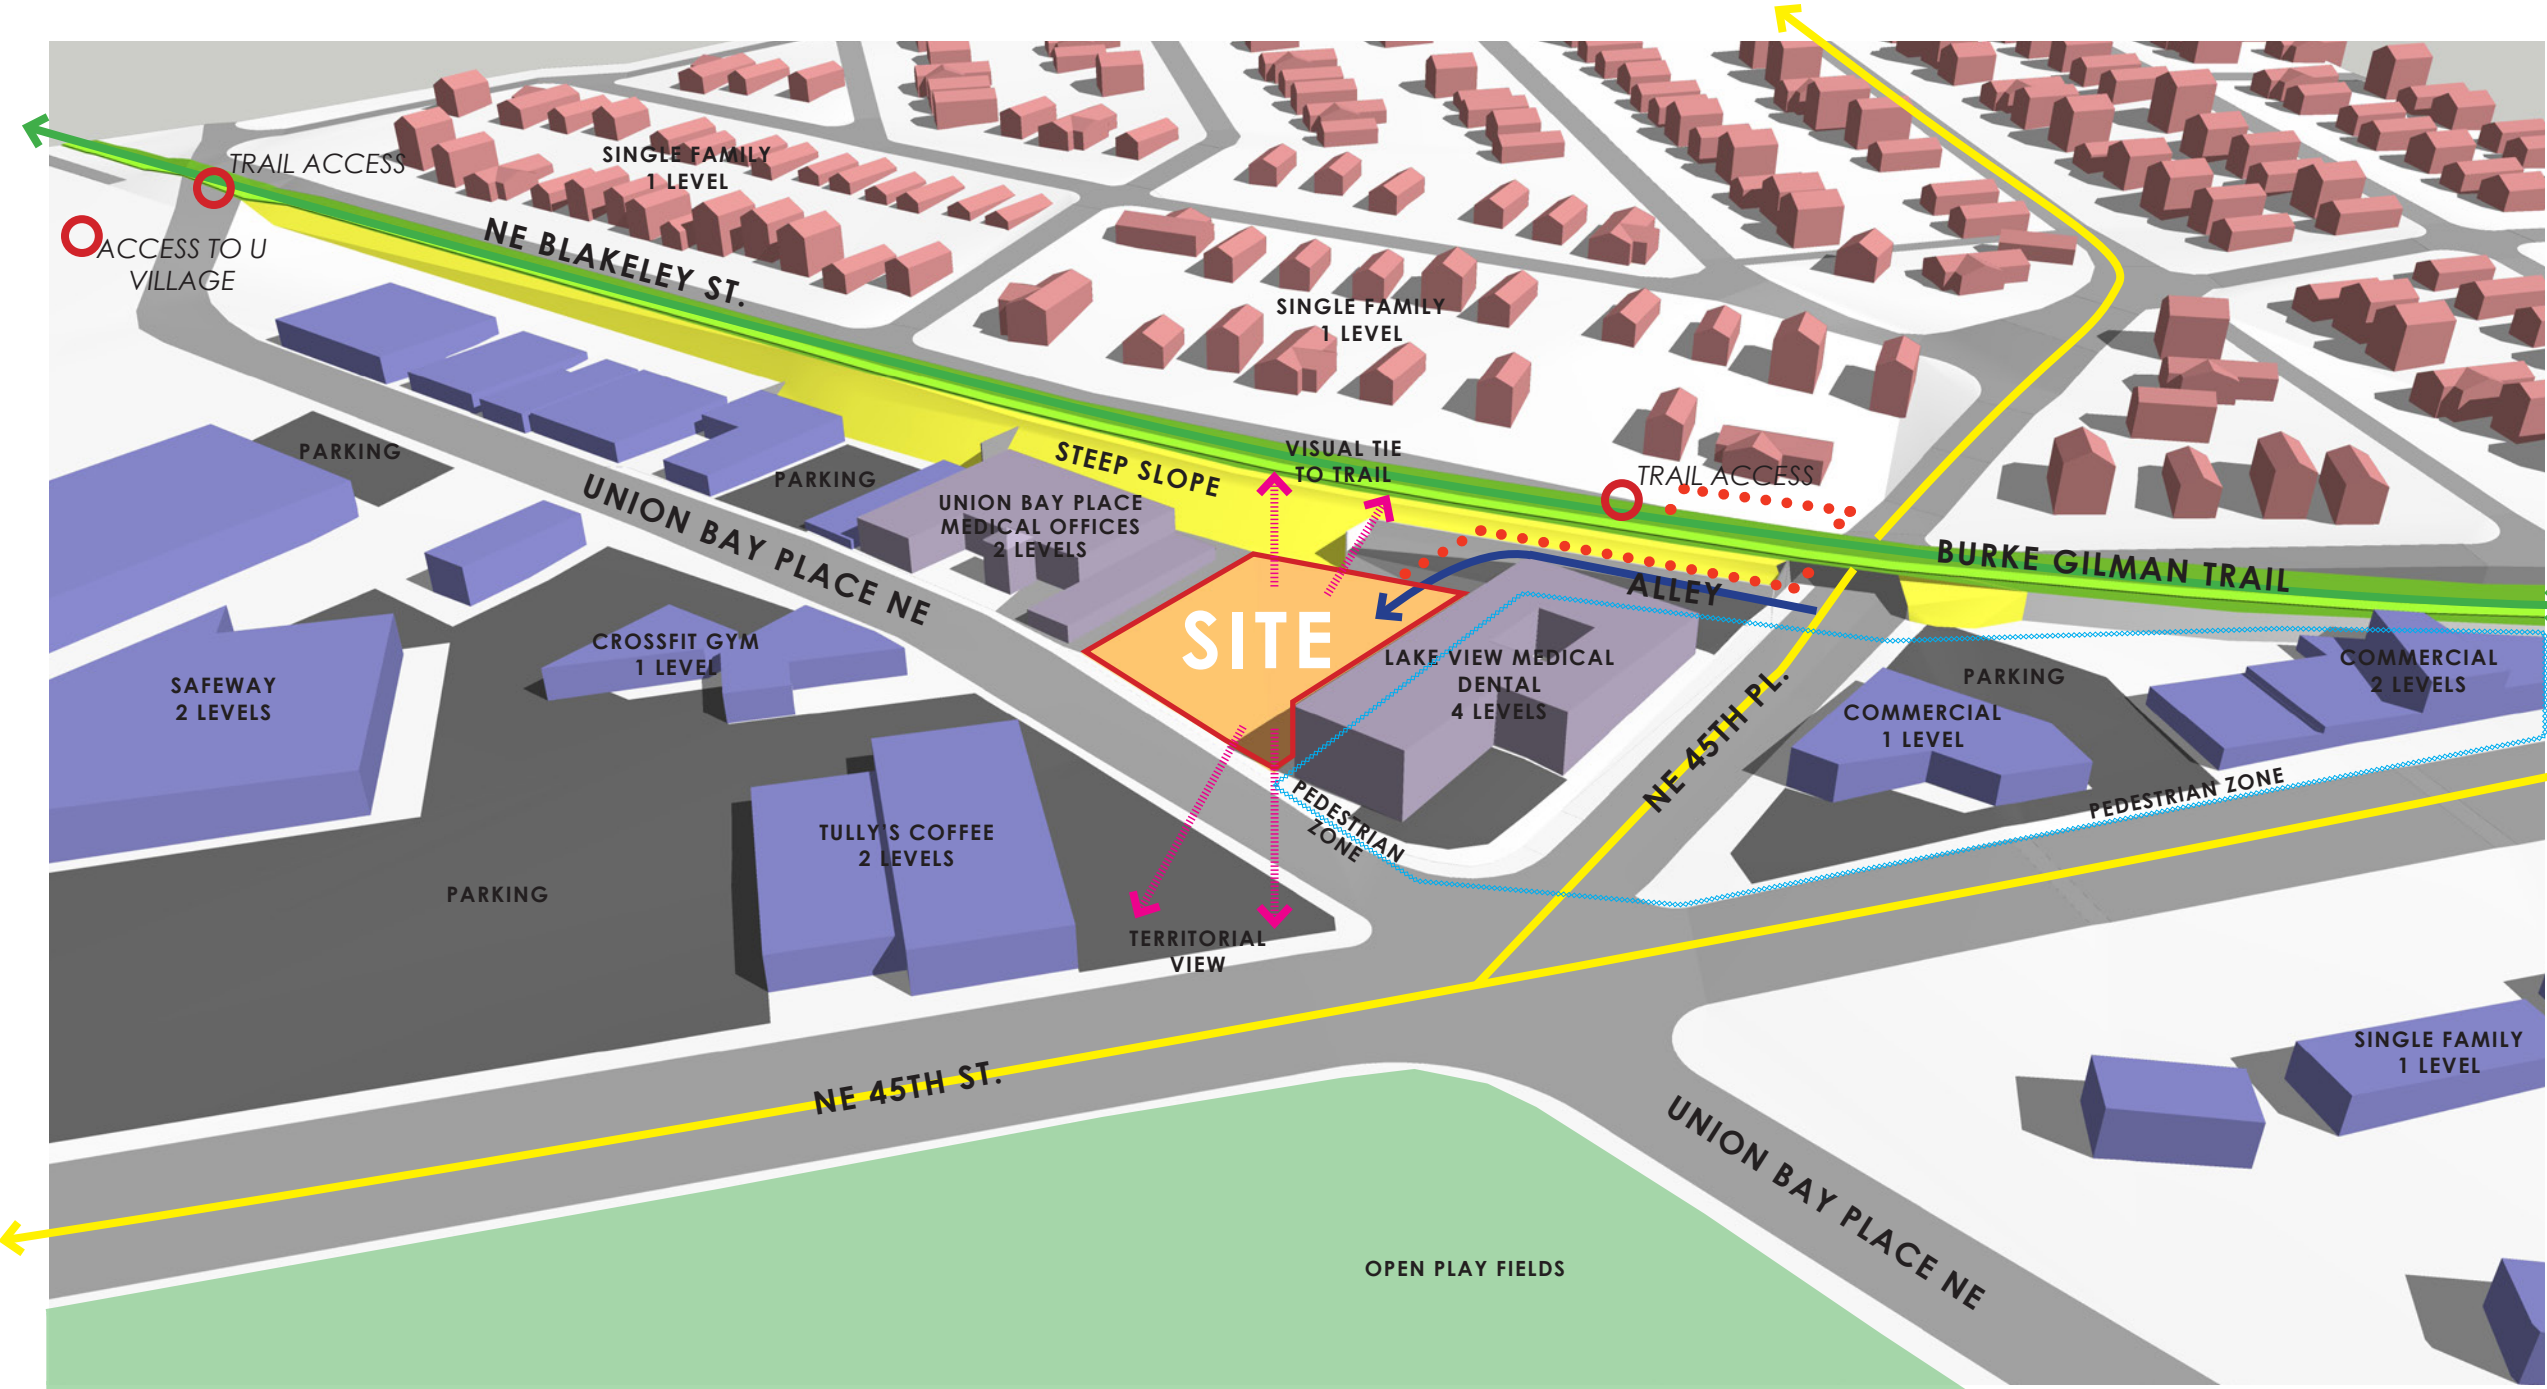 TRAIL ACCESS
ACCESS TO U
VILLAGE
SINGLE FAMILY
1 LEVEL
NE BLAKELEY ST.
SINGLE FAMILY
1 LEVEL
PARKING
PARKING
STEEP SLOPE
VISUAL TIE
TO TRAIL
TRAIL ACCESS
UNION BAY PLACE NE
UNION BAY PLACE
MEDICAL OFFICES
2 LEVELS
BURKE GILMAN TRAIL
ALLEY
SITE
CROSSFIT GYM
1 LEVEL
SAFEWAY
2 LEVELS
LAKE VIEW MEDICAL
DENTAL
4 LEVELS
NE 45TH PL.
PARKING
COMMERCIAL
2 LEVELS
COMMERCIAL
1 LEVEL
PEDESTRIAN
ZONE
PEDESTRIAN ZONE
TULLY'S COFFEE
2 LEVELS
PARKING
TERRITORIAL
VIEW
NE 45TH ST.
SINGLE FAMILY
1 LEVEL
UNION BAY PLACE NE
OPEN PLAY FIELDS